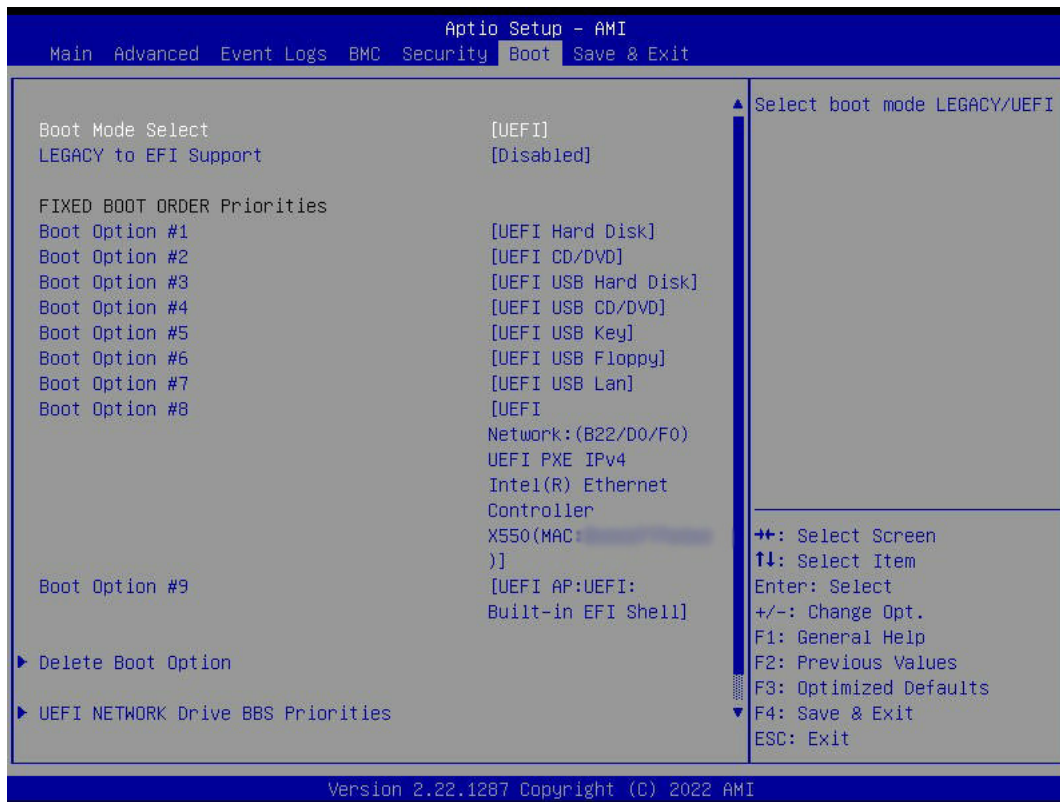 Aptio Setup – AMI
Main Advanced Event Logs BMC Security Boot Save & Exit
Boot Mode Select [UEFI]
LEGACY to EFI Support [Disabled]
FIXED BOOT ORDER Priorities
Boot Option #1 [UEFI Hard Disk]
Boot Option #2 [UEFI CD/DVD]
Boot Option #3 [UEFI USB Hard Disk]
Boot Option #4 [UEFI USB CD/DVD]
Boot Option #5 [UEFI USB Key]
Boot Option #6 [UEFI USB Floppy]
Boot Option #7 [UEFI USB Lan]
Boot Option #8 [UEFI
Network:(B22/D0/F0)
UEFI PXE IPv4
Intel(R) Ethernet
Controller
X550(MAC:
)]
Boot Option #9 [UEFI AP:UEFI:
Built-in EFI Shell]
Delete Boot Option
UEFI NETWORK Drive BBS Priorities
Select boot mode LEGACY/UEFI
→←: Select Screen
↑↓: Select Item
Enter: Select
+/-: Change Opt.
F1: General Help
F2: Previous Values
F3: Optimized Defaults
F4: Save & Exit
ESC: Exit
Version 2.22.1287 Copyright (C) 2022 AMI